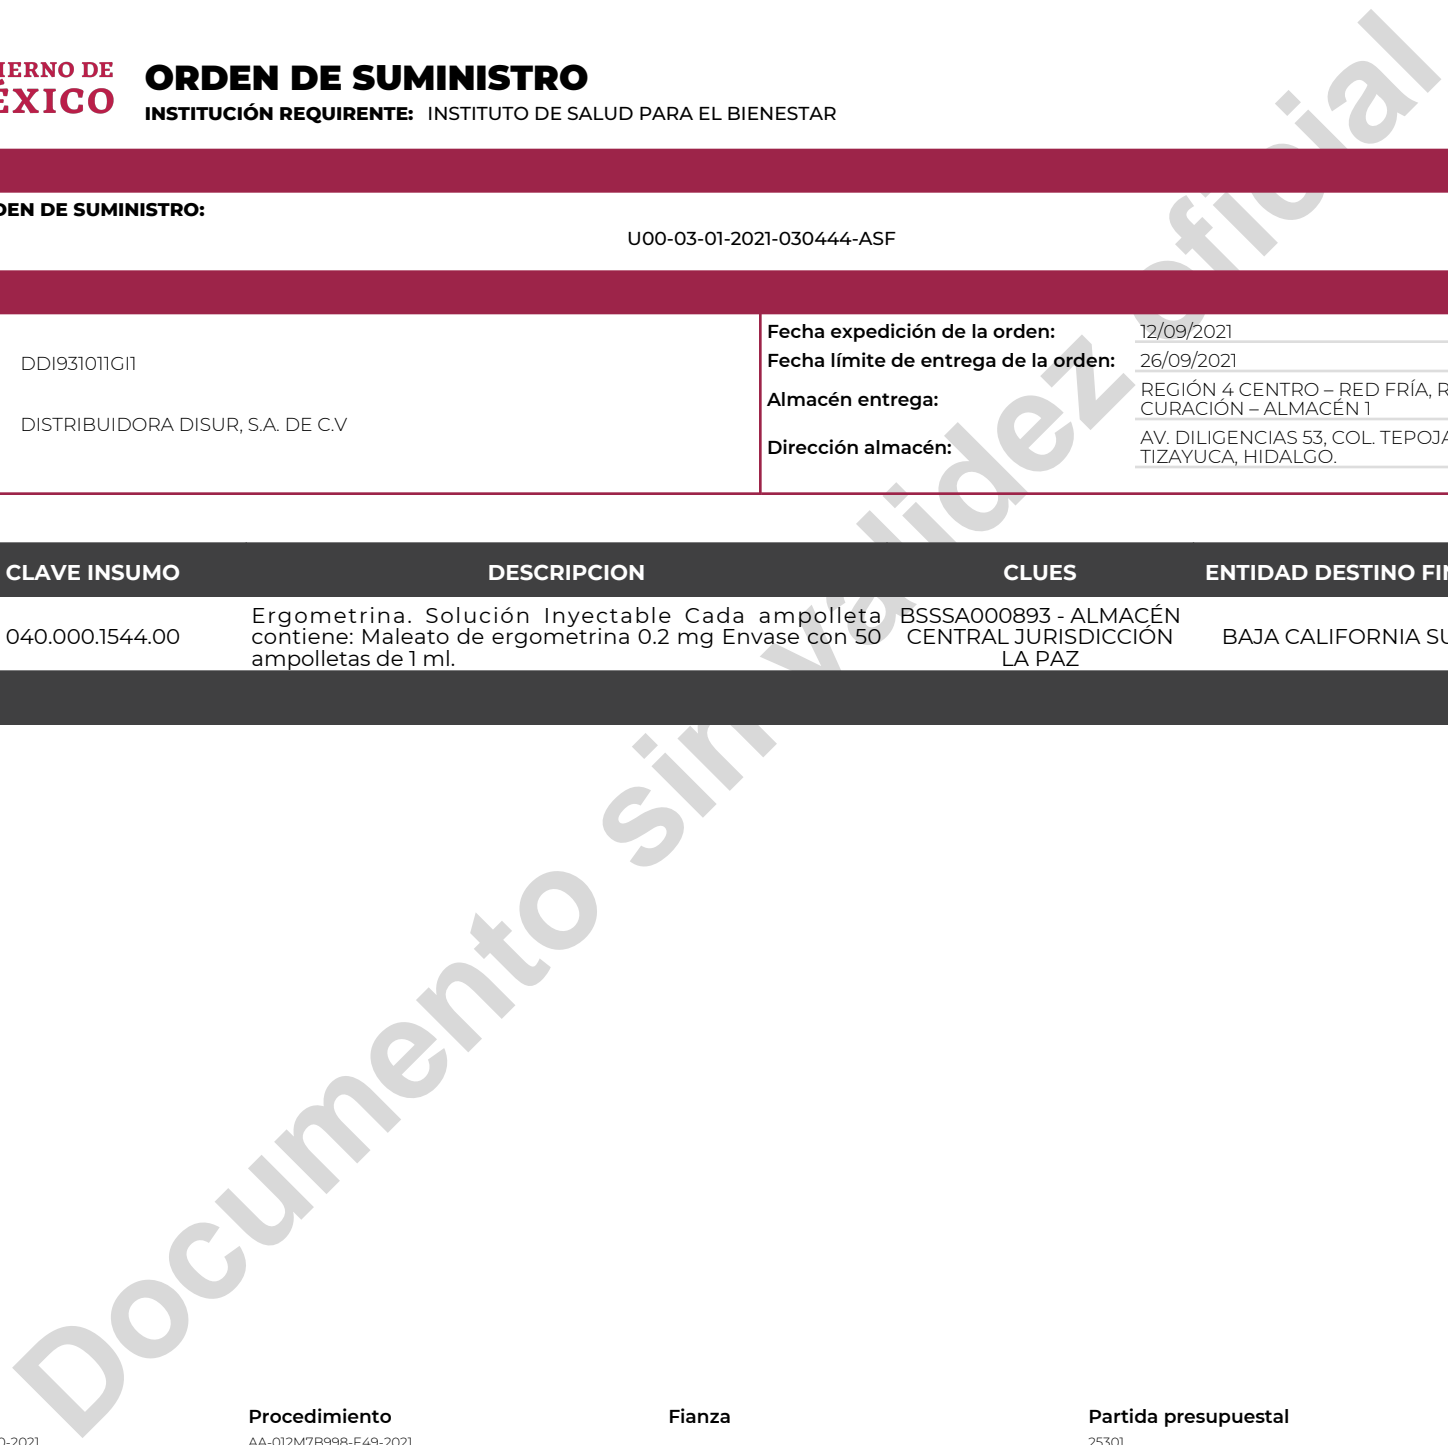 IERNO DE
ÉXICO
ORDEN DE SUMINISTRO
INSTITUCIÓN REQUIRENTE: INSTITUTO DE SALUD PARA EL BIENESTAR
DEN DE SUMINISTRO:
U00-03-01-2021-030444-ASF
DDI931011GI1
DISTRIBUIDORA DISUR, S.A. DE C.V
Fecha expedición de la orden: 12/09/2021
Fecha límite de entrega de la orden: 26/09/2021
Almacén entrega: REGIÓN 4 CENTRO – RED FRÍA, R
CURACIÓN – ALMACÉN 1
Dirección almacén: AV. DILIGENCIAS 53, COL. TEPOJA
TIZAYUCA, HIDALGO.
CLAVE INSUMO DESCRIPCION CLUES ENTIDAD DESTINO FIN
040.000.1544.00
Ergometrina. Solución Inyectable Cada ampolleta
contiene: Maleato de ergometrina 0.2 mg Envase con 50
ampolletas de 1 ml.
BSSSA000893 - ALMACÉN
CENTRAL JURISDICCIÓN
LA PAZ
BAJA CALIFORNIA SU
Documento sin validez oficial
Procedimiento Fianza Partida presupuestal
0-2021 AA-012M7B998-E49-2021 25301